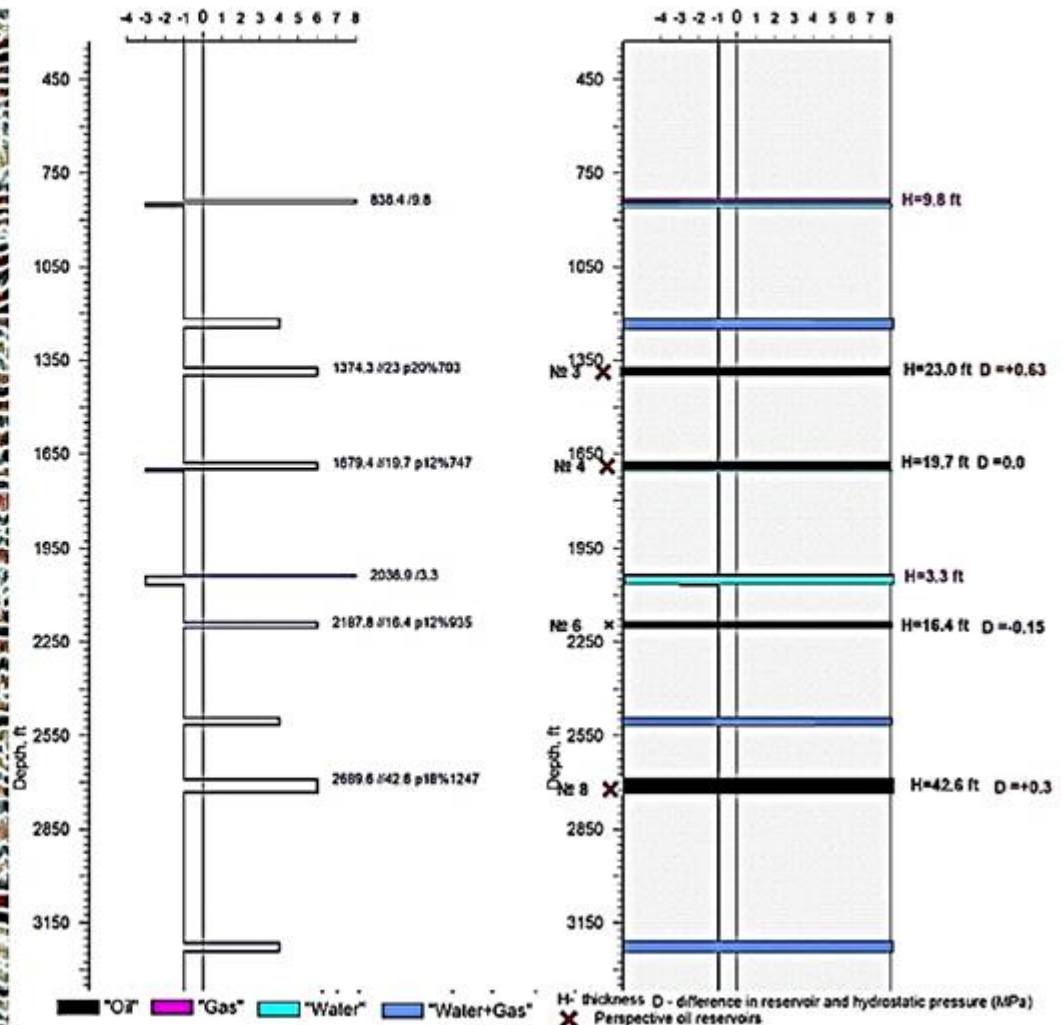 -4 -3 -2 -1 0 1 2 3 4 5 6 7 8
-4 -3 -2 -1 0 1 2 3 4 5 6 7 8
450
450
750
750
838.4 /9.8
H=9.8 ft
1050
1050
1350
1350
1374.3 //23 p20%703
№ 3
H=23.0 ft D =+0.63
1650
1650
1679.4 //19.7 p12%747
№ 4
H=19.7 ft D =0.0
1950
1950
2036.9 /3.3
H=3.3 ft
2187.8 //16.4 p12%935
№ 6
H=16.4 ft D =-0.15
2250
2250
2550
2550
Depth, ft
Depth, ft
2689.6 //42.6 p18%1247
№ 8
H=42.6 ft D =+0.3
2850
2850
3150
3150
"Oil" "Gas" "Water" "Water+Gas"
H- thickness D - difference in reservoir and hydrostatic pressure (MPa)
Perspective oil reservoirs